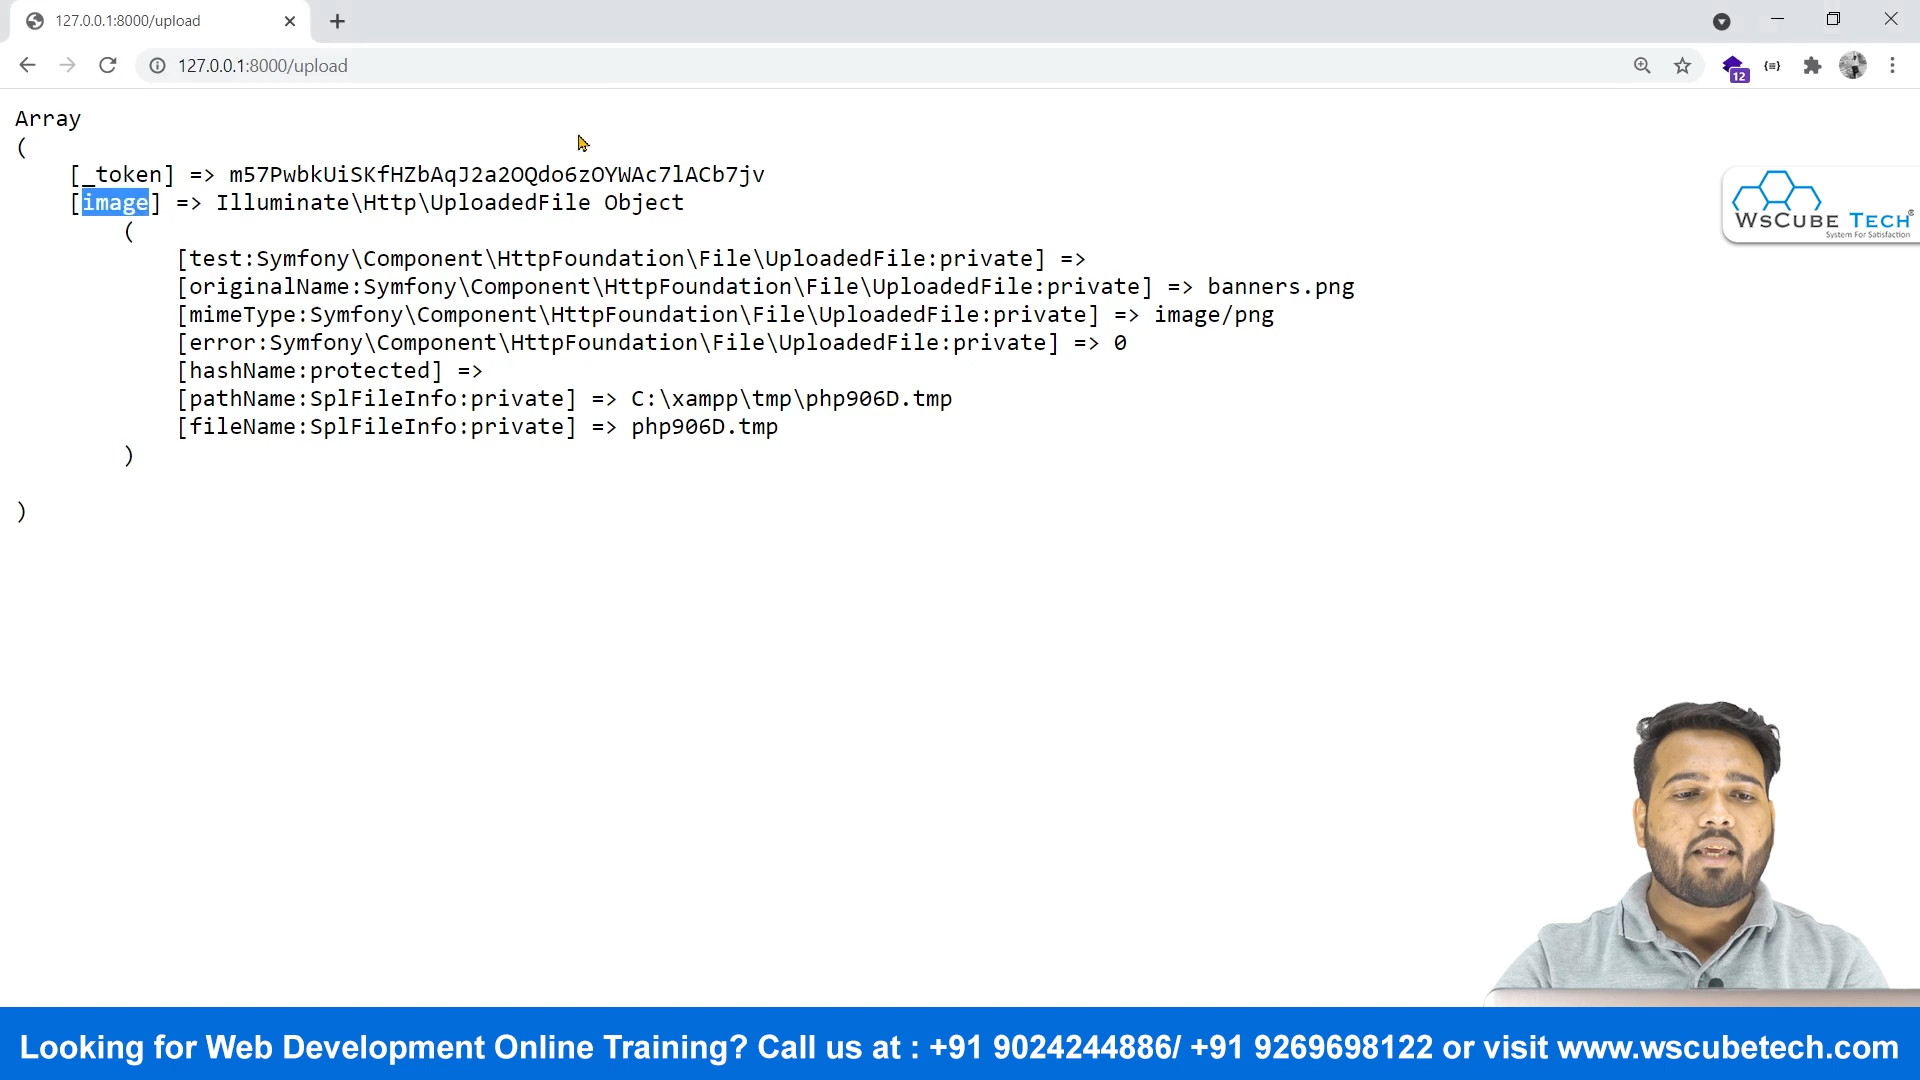 127.0.0.1:8000/upload
127.0.0.1:8000/upload
12
Array
(
[_token] => m57PwbkUiSKfHZbAqJ2a2OQdo6zOYWAc7lACb7jv
[image] => Illuminate\Http\UploadedFile Object
(
[test:Symfony\Component\HttpFoundation\File\UploadedFile:private] =>
[originalName:Symfony\Component\HttpFoundation\File\UploadedFile:private] => banners.png
[mimeType:Symfony\Component\HttpFoundation\File\UploadedFile:private] => image/png
[error:Symfony\Component\HttpFoundation\File\UploadedFile:private] => 0
[hashName:protected] =>
[pathName:SplFileInfo:private] => C:\xampp\tmp\php906D.tmp
[fileName:SplFileInfo:private] => php906D.tmp
)
)
WSCUBE TECH®
System For Satisfaction
Looking for Web Development Online Training? Call us at : +91 9024244886/ +91 9269698122 or visit www.wscubetech.com